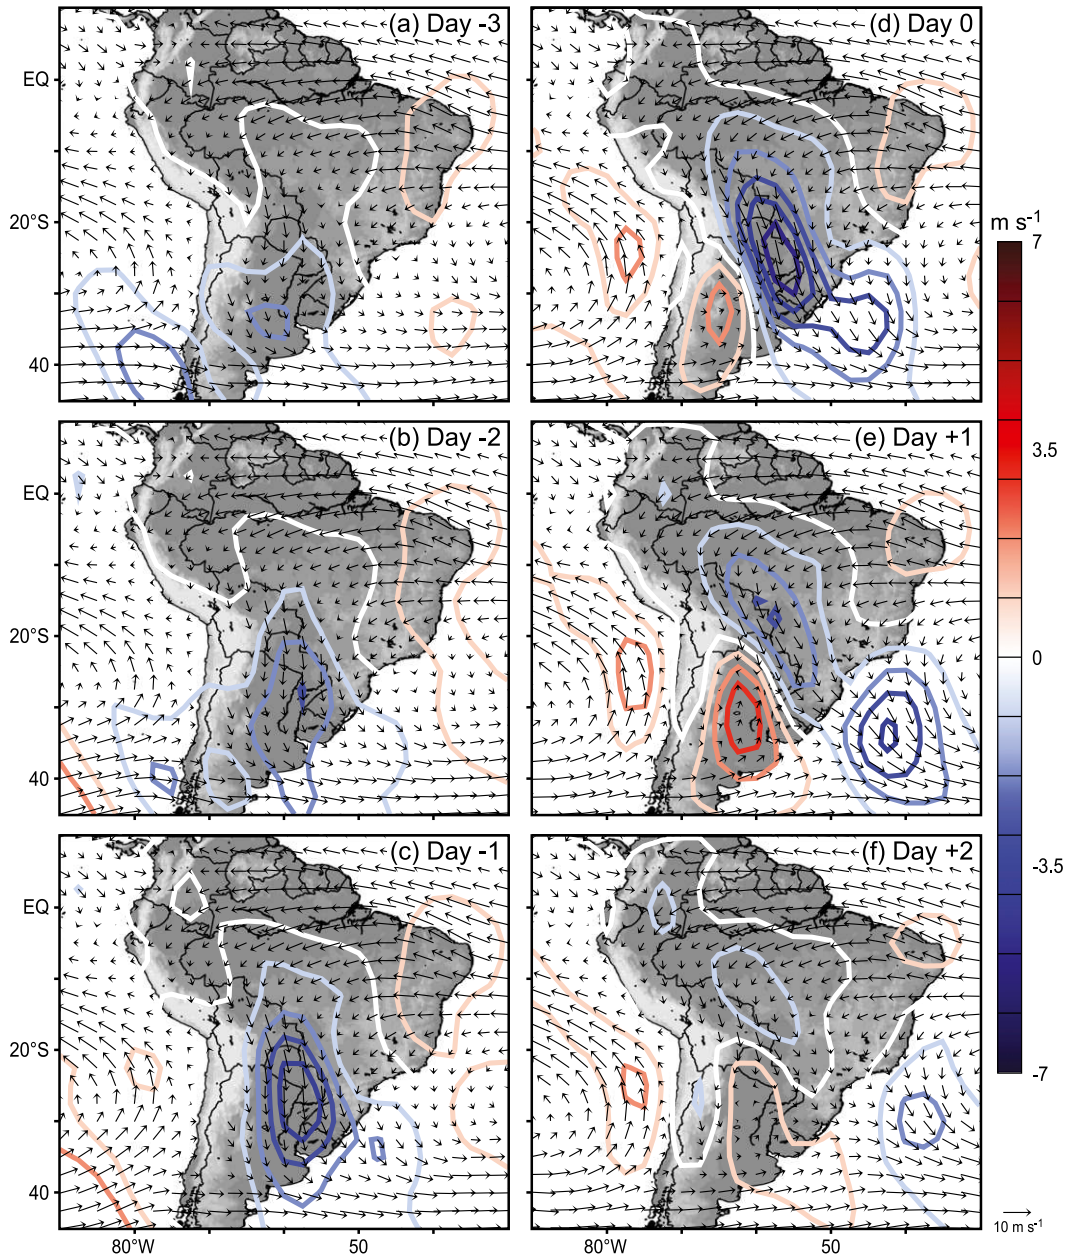 (a) Day -3
(d) Day 0
EQ
20°S
40
m s-1
7
(b) Day -2
(e) Day +1
3.5
EQ
0
20°S
40
(c) Day -1
(f) Day +2
-3.5
EQ
20°S
-7
40
10 m s-1
80°W
50
80°W
50